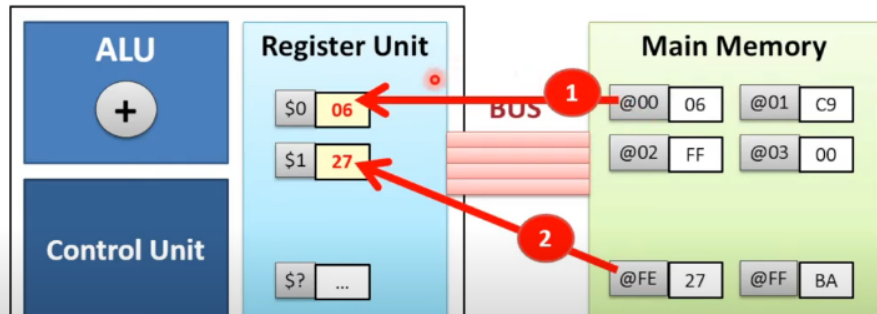 ALU
+
Control Unit
Register Unit
$0 06
$1 27
$? ...
BUS
1
2
Main Memory
@00 06 @01 C9
@02 FF @03 00
@FE 27 @FF BA